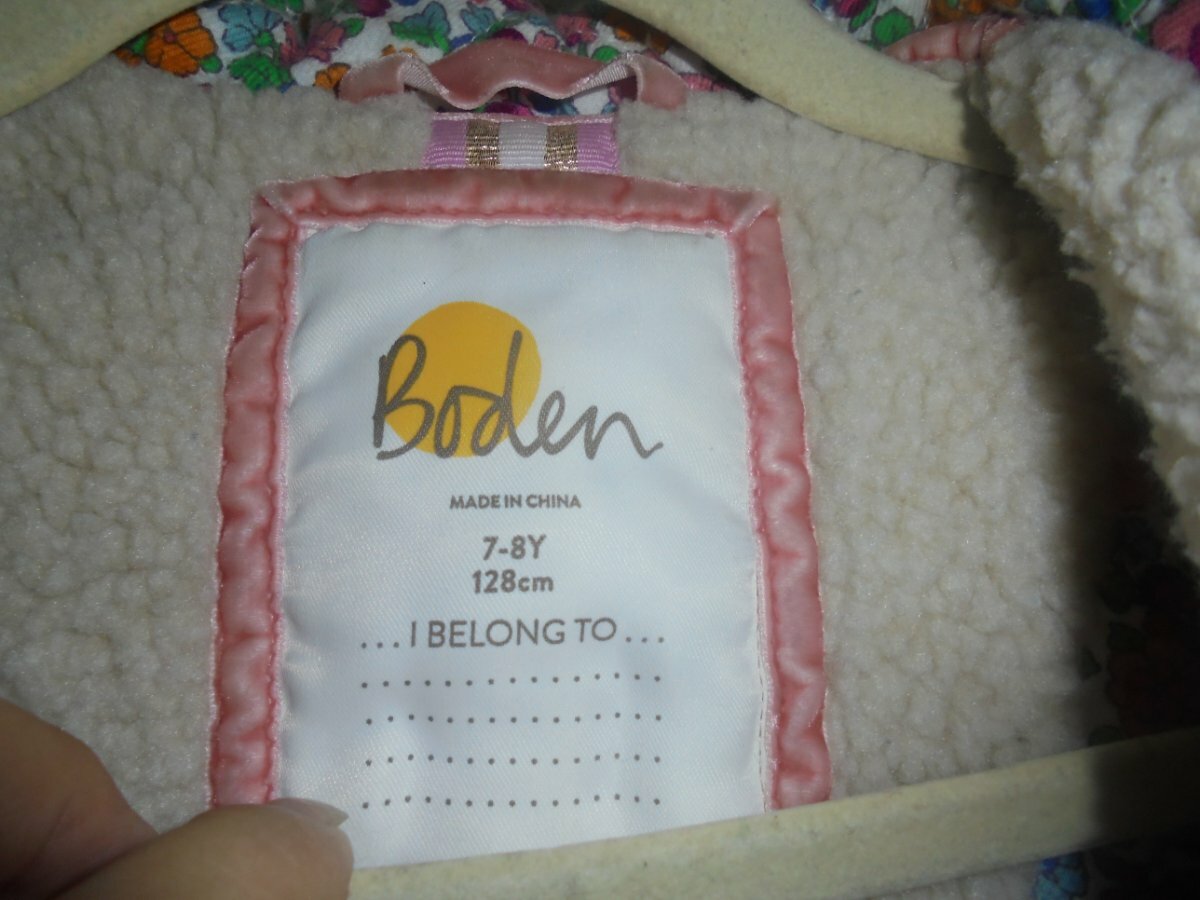 Boden
MADE IN CHINA
7-8Y
128cm
...I BELONG TO...